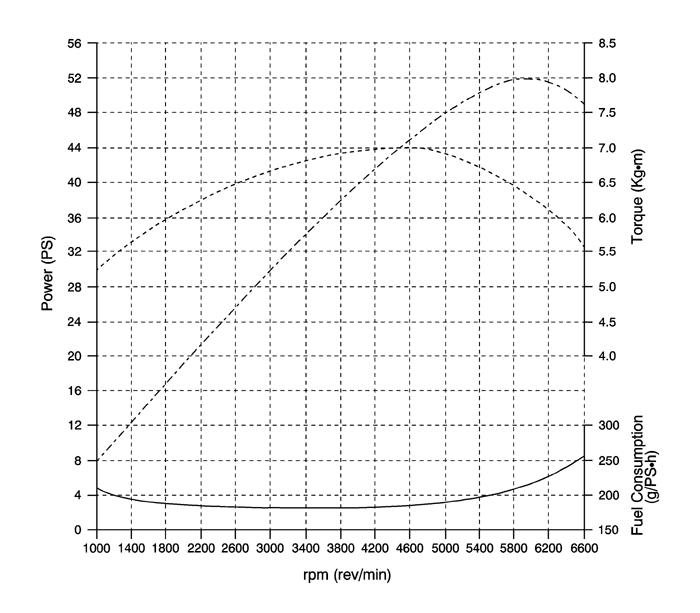 56 8.5
52 8.0
48 7.5
44 7.0
40 6.5
36 6.0
32 5.5
28 5.0
24 4.5
20 4.0
16
12 300
8 250
4 180
0 150
Power (PS)
Torque (Kg•m)
Fuel Consumption
(g/PS•h)
1000 1400 1800 2200 2600 3000 3400 3800 4200 4600 5000 5400 5800 6200 6600
rpm (rev/min)